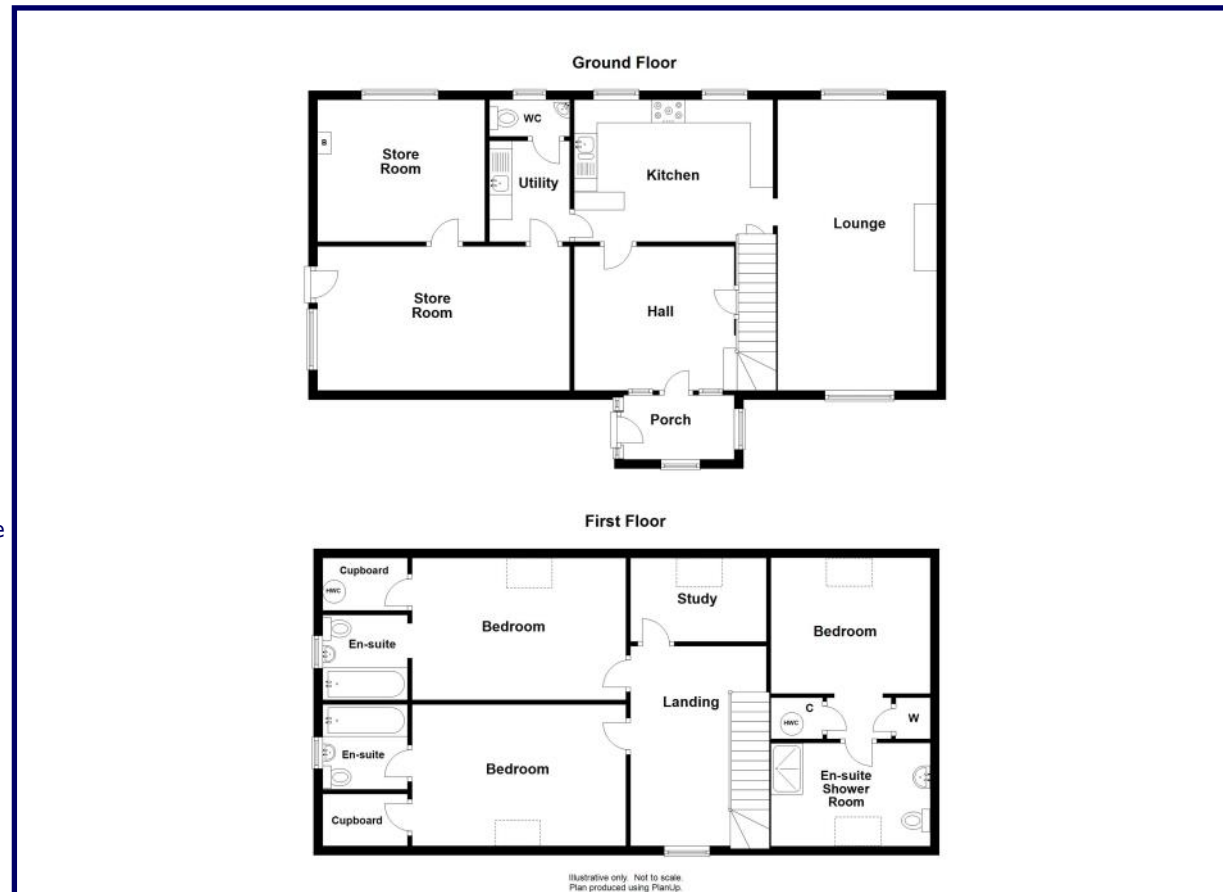 Ground Floor
WC
B
Store
Room
Utility
Kitchen
Lounge
Store
Room
Hall
Porch
e
First Floor
Cupboard
HWC
Bedroom
Study
Bedroom
En-suite
Landing
C
HWC
W
En-suite
Bedroom
En-suite
Shower
Room
Cupboard
Illustrative only. Not to scale.
Plan produced using PlanUp.